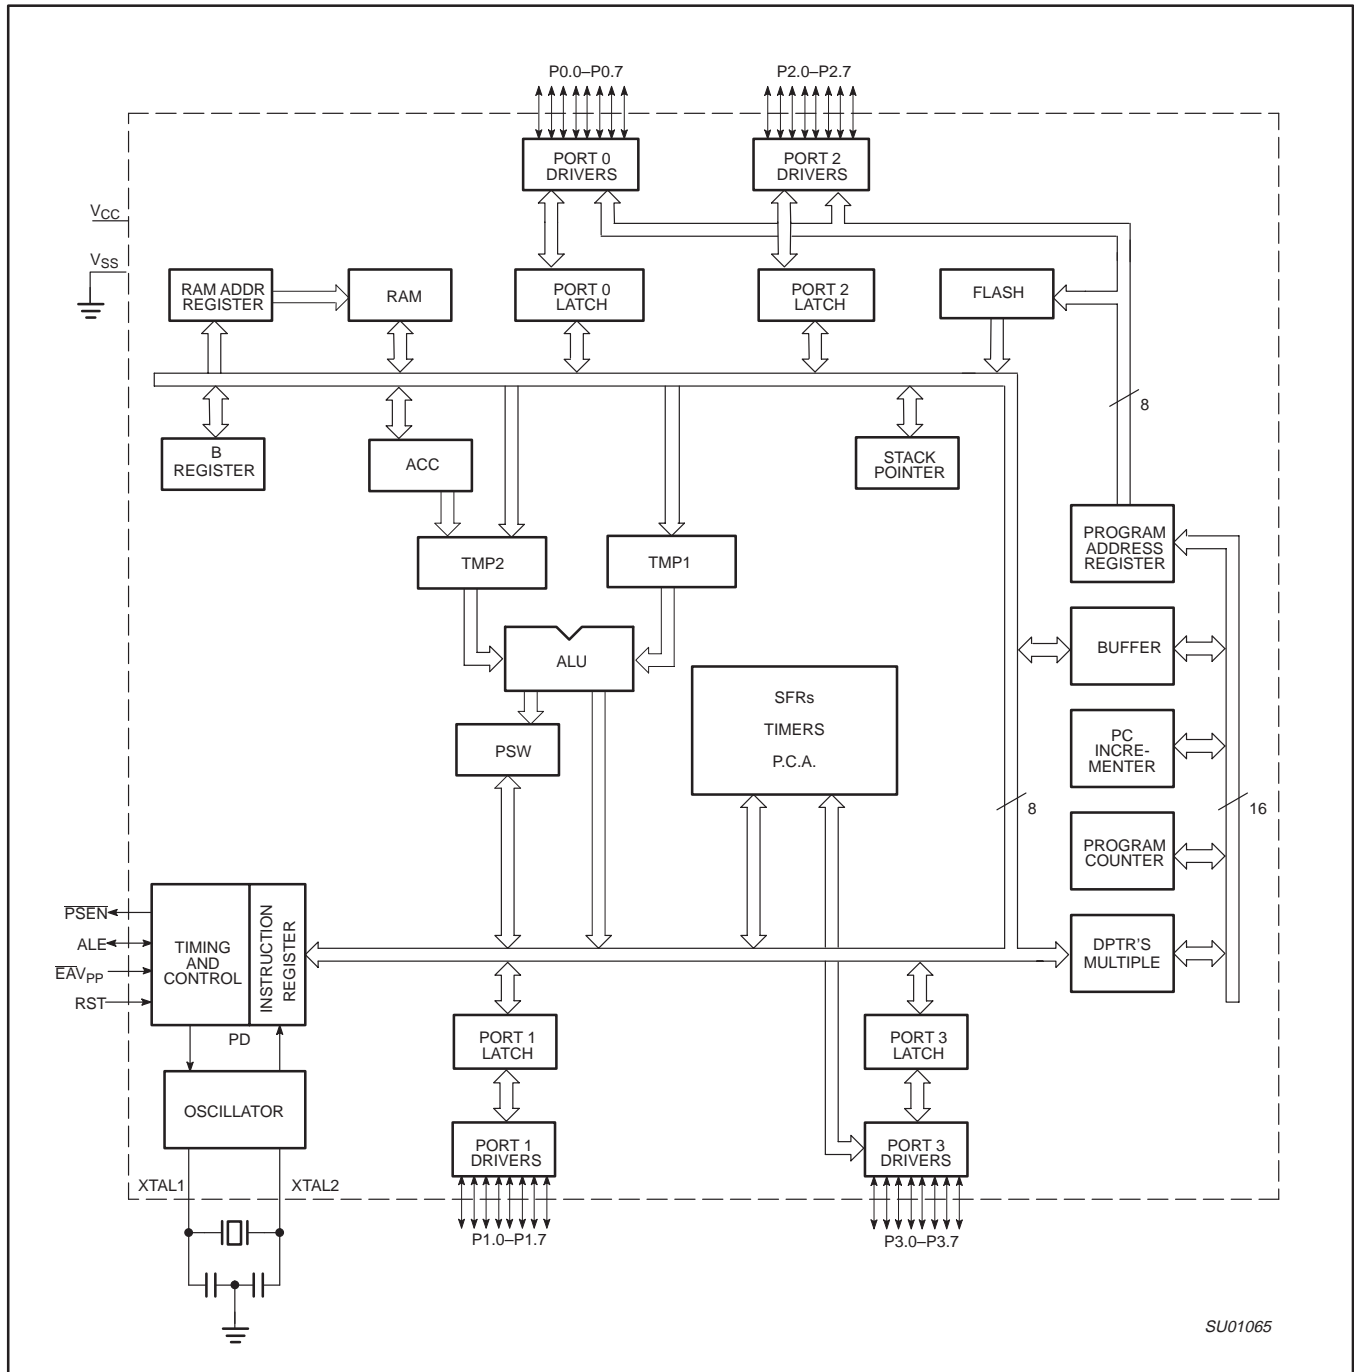 P0.0–P0.7
P2.0–P2.7
PORT 0
DRIVERS
PORT 2
DRIVERS
VCC
VSS
RAM ADDR
REGISTER
RAM
PORT 0
LATCH
PORT 2
LATCH
FLASH
8
B
REGISTER
ACC
STACK
POINTER
TMP2
TMP1
PROGRAM
ADDRESS
REGISTER
ALU
BUFFER
SFRs
TIMERS
P.C.A.
PSW
PC
INCRE-
MENTER
8
16
PROGRAM
COUNTER
PSEN
ALE
EAVPP
RST
TIMING
AND
CONTROL
INSTRUCTION
REGISTER
DPTR'S
MULTIPLE
PD
PORT 1
LATCH
PORT 3
LATCH
OSCILLATOR
PORT 1
DRIVERS
PORT 3
DRIVERS
XTAL1
XTAL2
P1.0–P1.7
P3.0–P3.7
SU01065